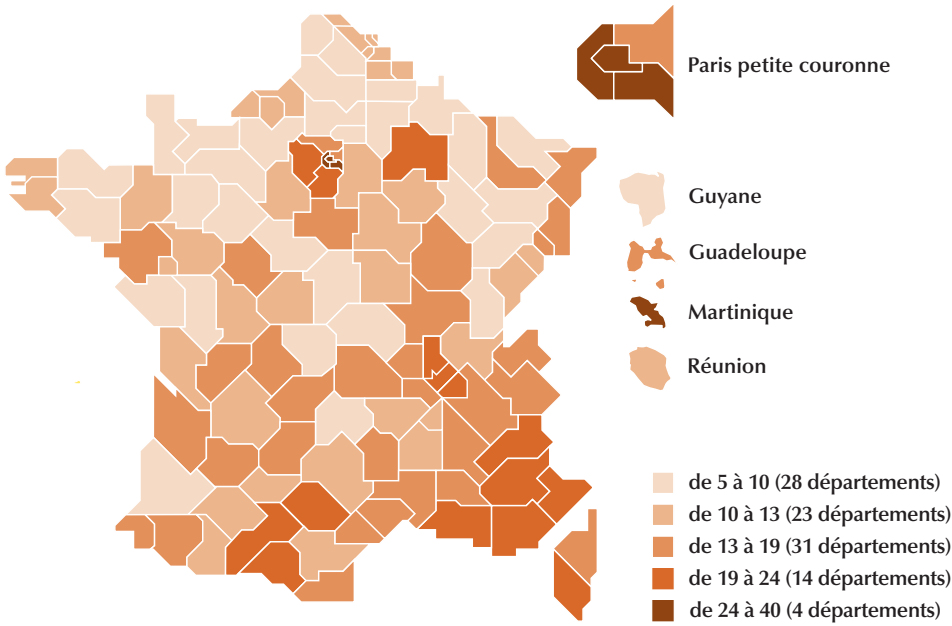 Paris petite couronne
Guyane
Guadeloupe
Martinique
Réunion
de 5 à 10 (28 départements)
de 10 à 13 (23 départements)
de 13 à 19 (31 départements)
de 19 à 24 (14 départements)
de 24 à 40 (4 départements)